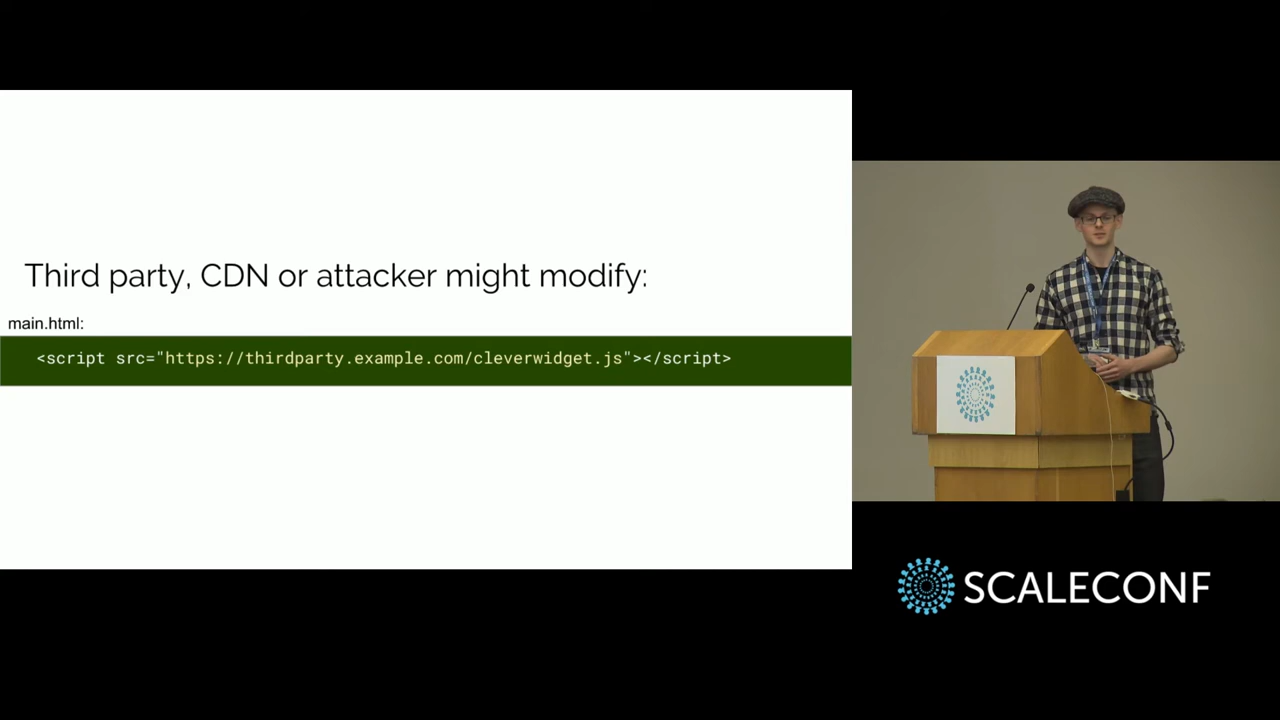 Third party, CDN or attacker might modify:
main.html:
<script src="https://thirdparty.example.com/cleverwidget.js"></script>
SCALECONF